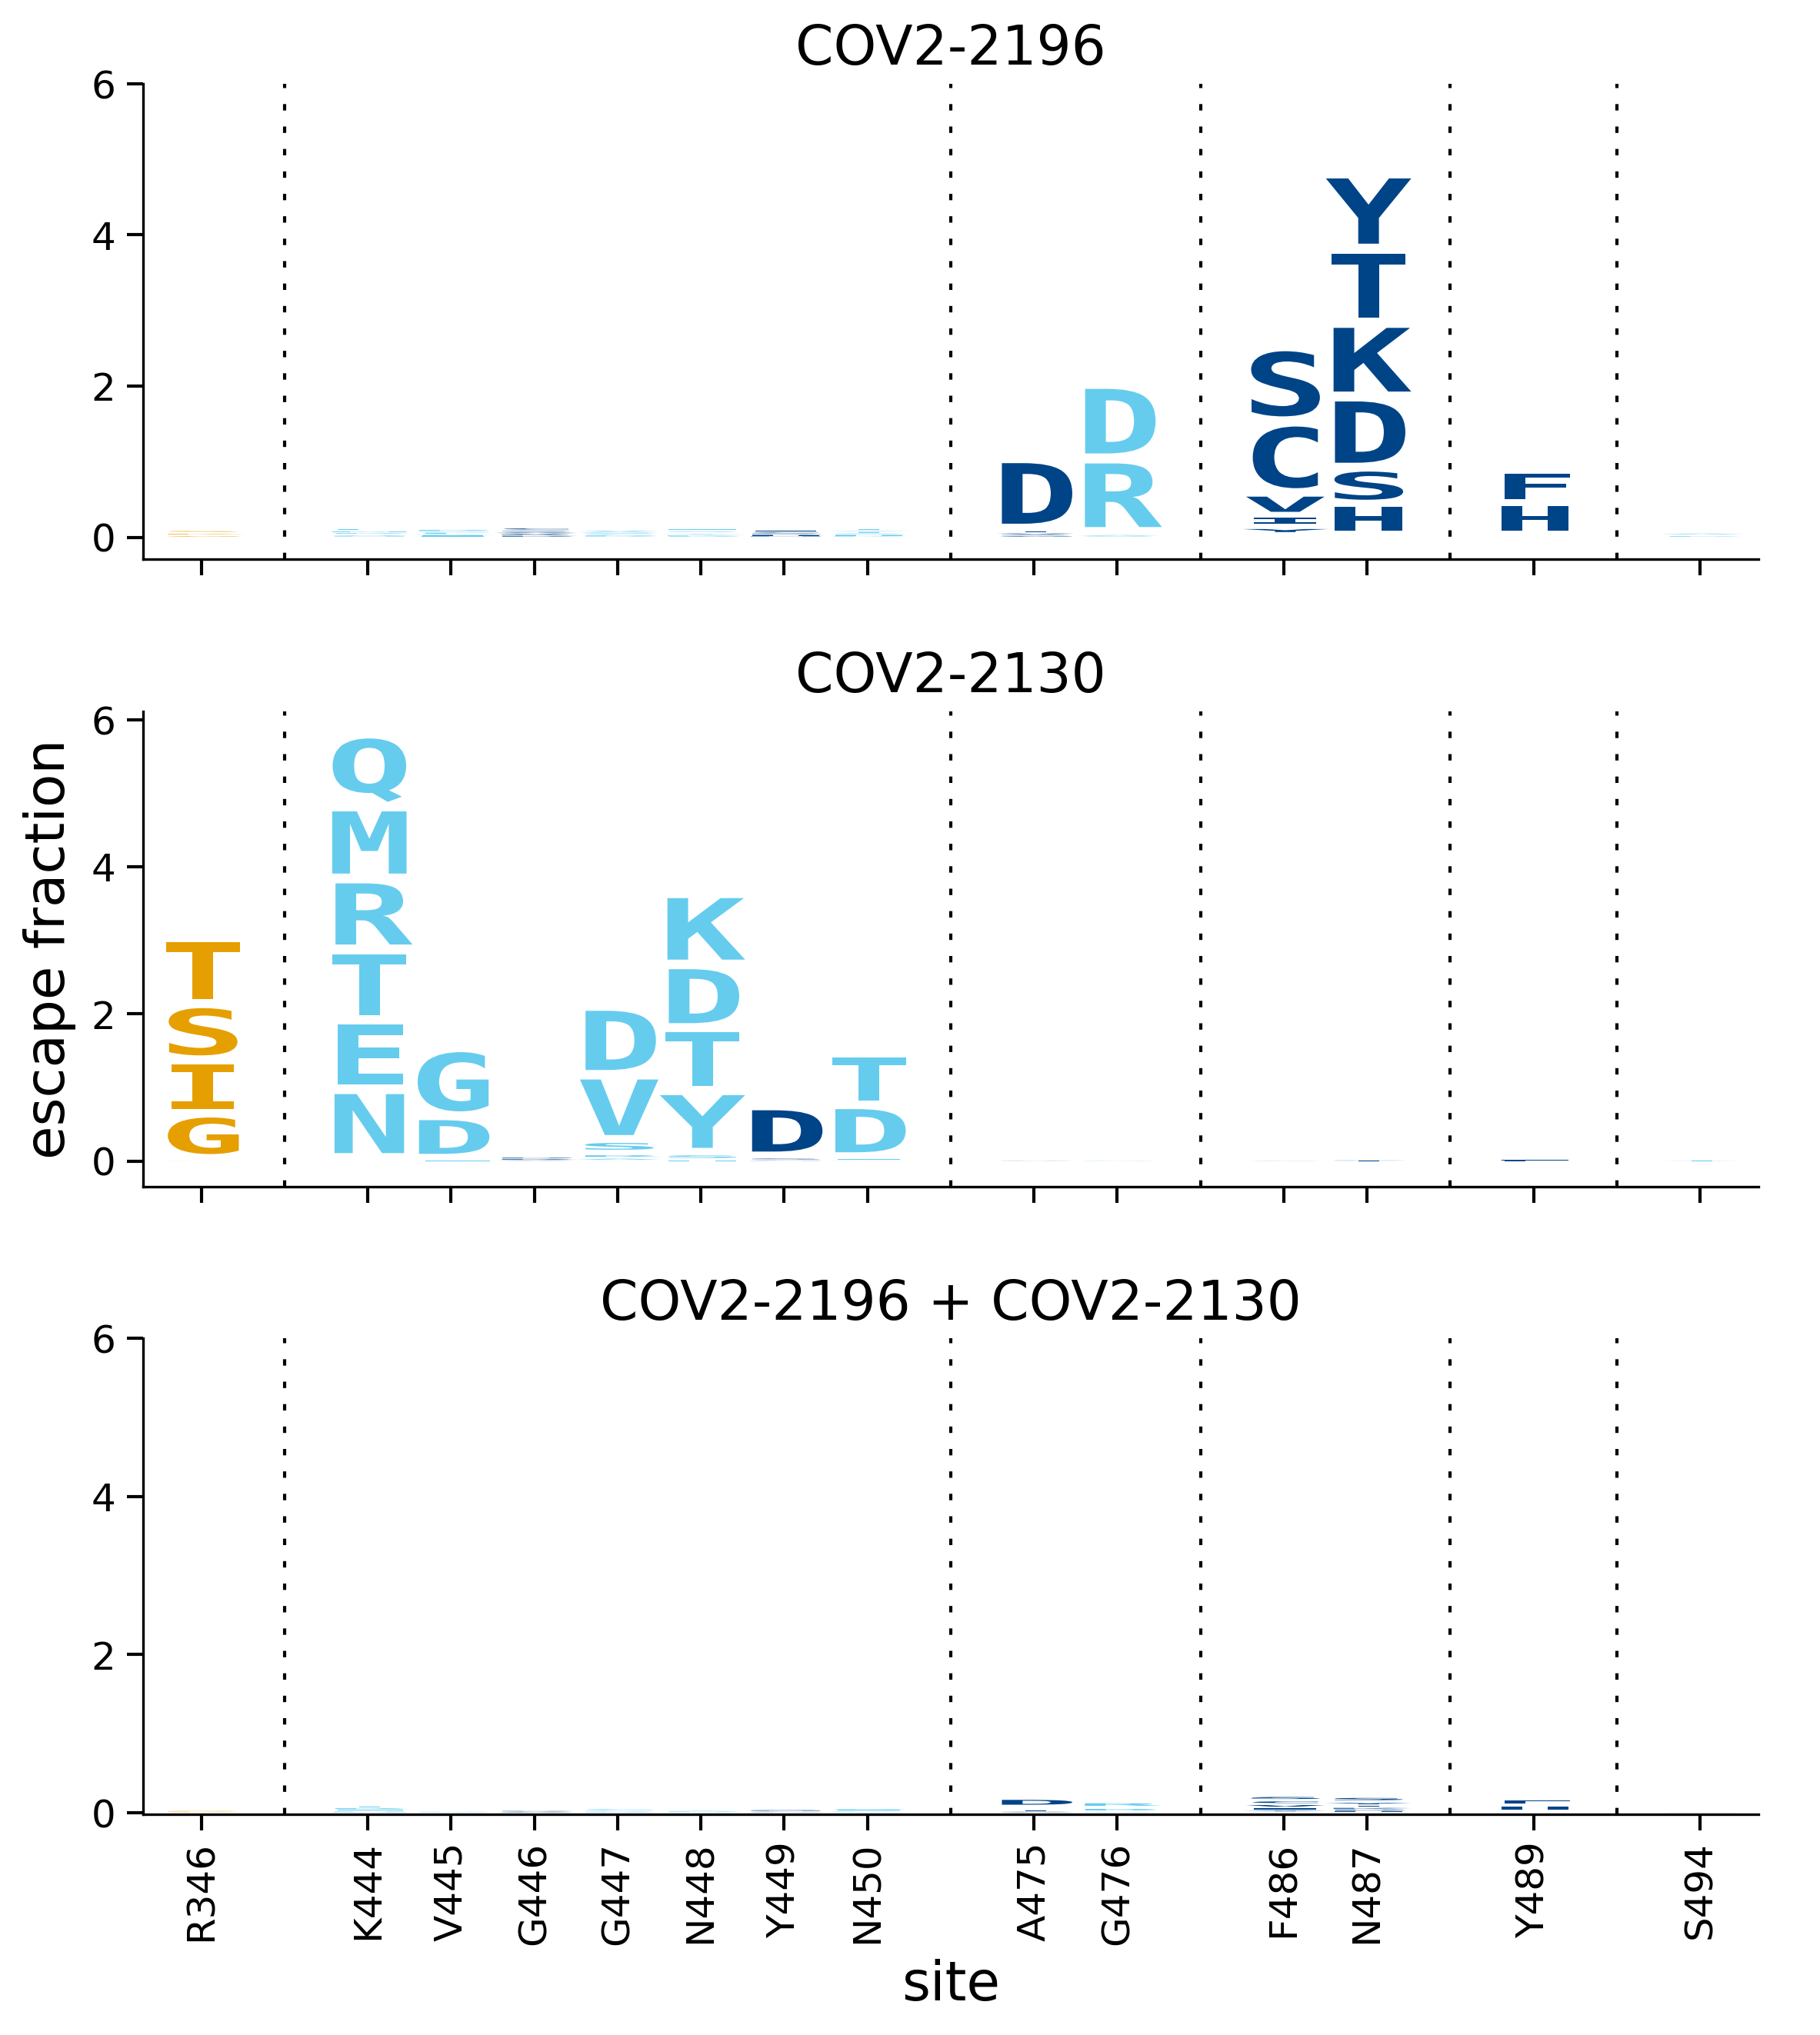 COV2-2196
6
4
2
0
D
D
R
S
C
V
I
Y
T
K
D
S
H
F
H
COV2-2130
escape fraction
6
4
2
0
T
S
I
G
Q
M
R
T
E
N
G
D
D
V
S
K
D
T
Y
D
T
D
COV2-2196 + COV2-2130
6
4
2
0
R346 K444 V445 G446 G447 N448 Y449 N450 A475 G476 F486 N487 Y489 S494
site